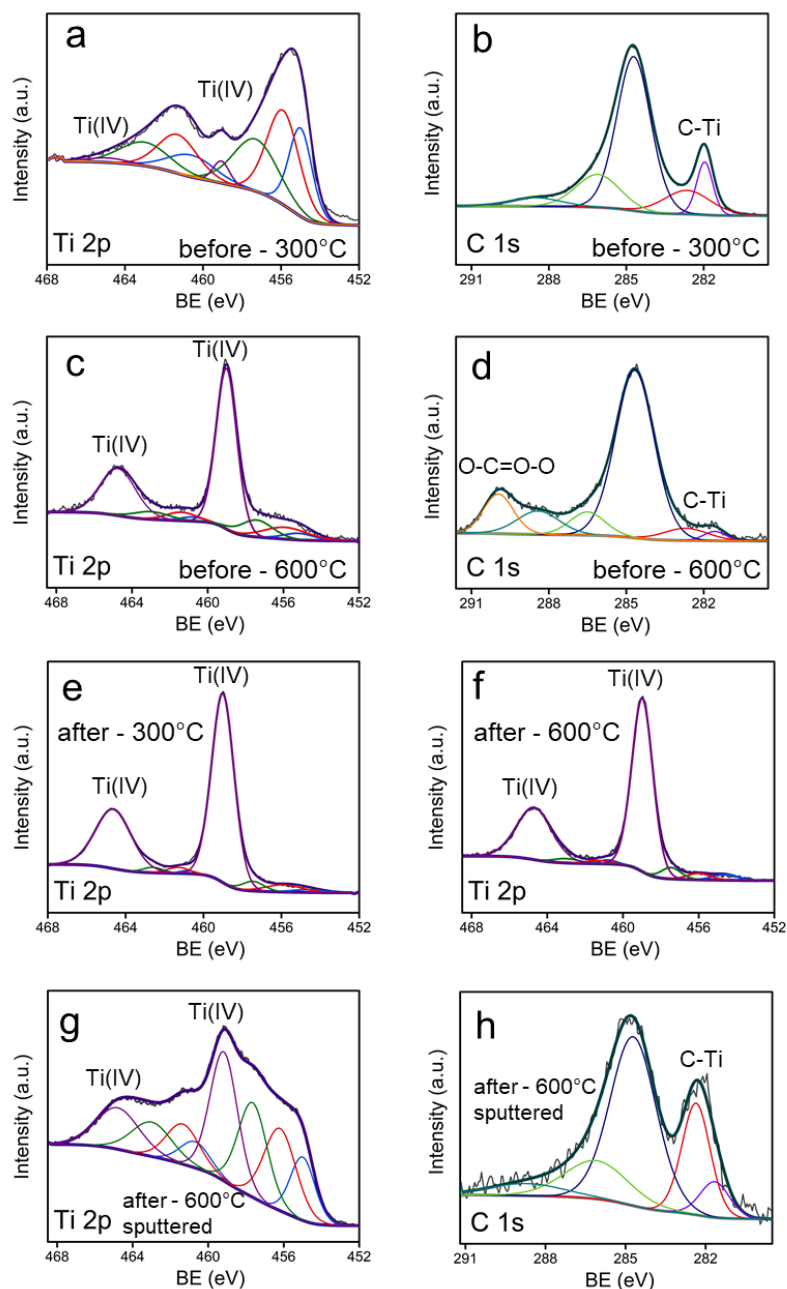 a
Ti(IV)
Ti(IV)
Intensity (a.u.)
Ti 2p
before - 300°C
468 464 460 456 452
BE (eV)
b
C-Ti
Intensity (a.u.)
C 1s
before - 300°C
291 288 285 282
BE (eV)
c
Ti(IV)
Ti(IV)
Intensity (a.u.)
Ti 2p
before - 600°C
468 464 460 456 452
BE (eV)
d
O-C=O-O
C-Ti
Intensity (a.u.)
C 1s
before - 600°C
291 288 285 282
BE (eV)
e
Ti(IV)
after - 300°C
Ti(IV)
Intensity (a.u.)
Ti 2p
468 464 460 456 452
BE (eV)
f
Ti(IV)
after - 600°C
Ti(IV)
Intensity (a.u.)
Ti 2p
468 464 460 456 452
BE (eV)
g
Ti(IV)
Ti(IV)
Intensity (a.u.)
Ti 2p
after - 600°C
sputtered
468 464 460 456 452
BE (eV)
h
C-Ti
after - 600°C
sputtered
Intensity (a.u.)
C 1s
291 288 285 282
BE (eV)